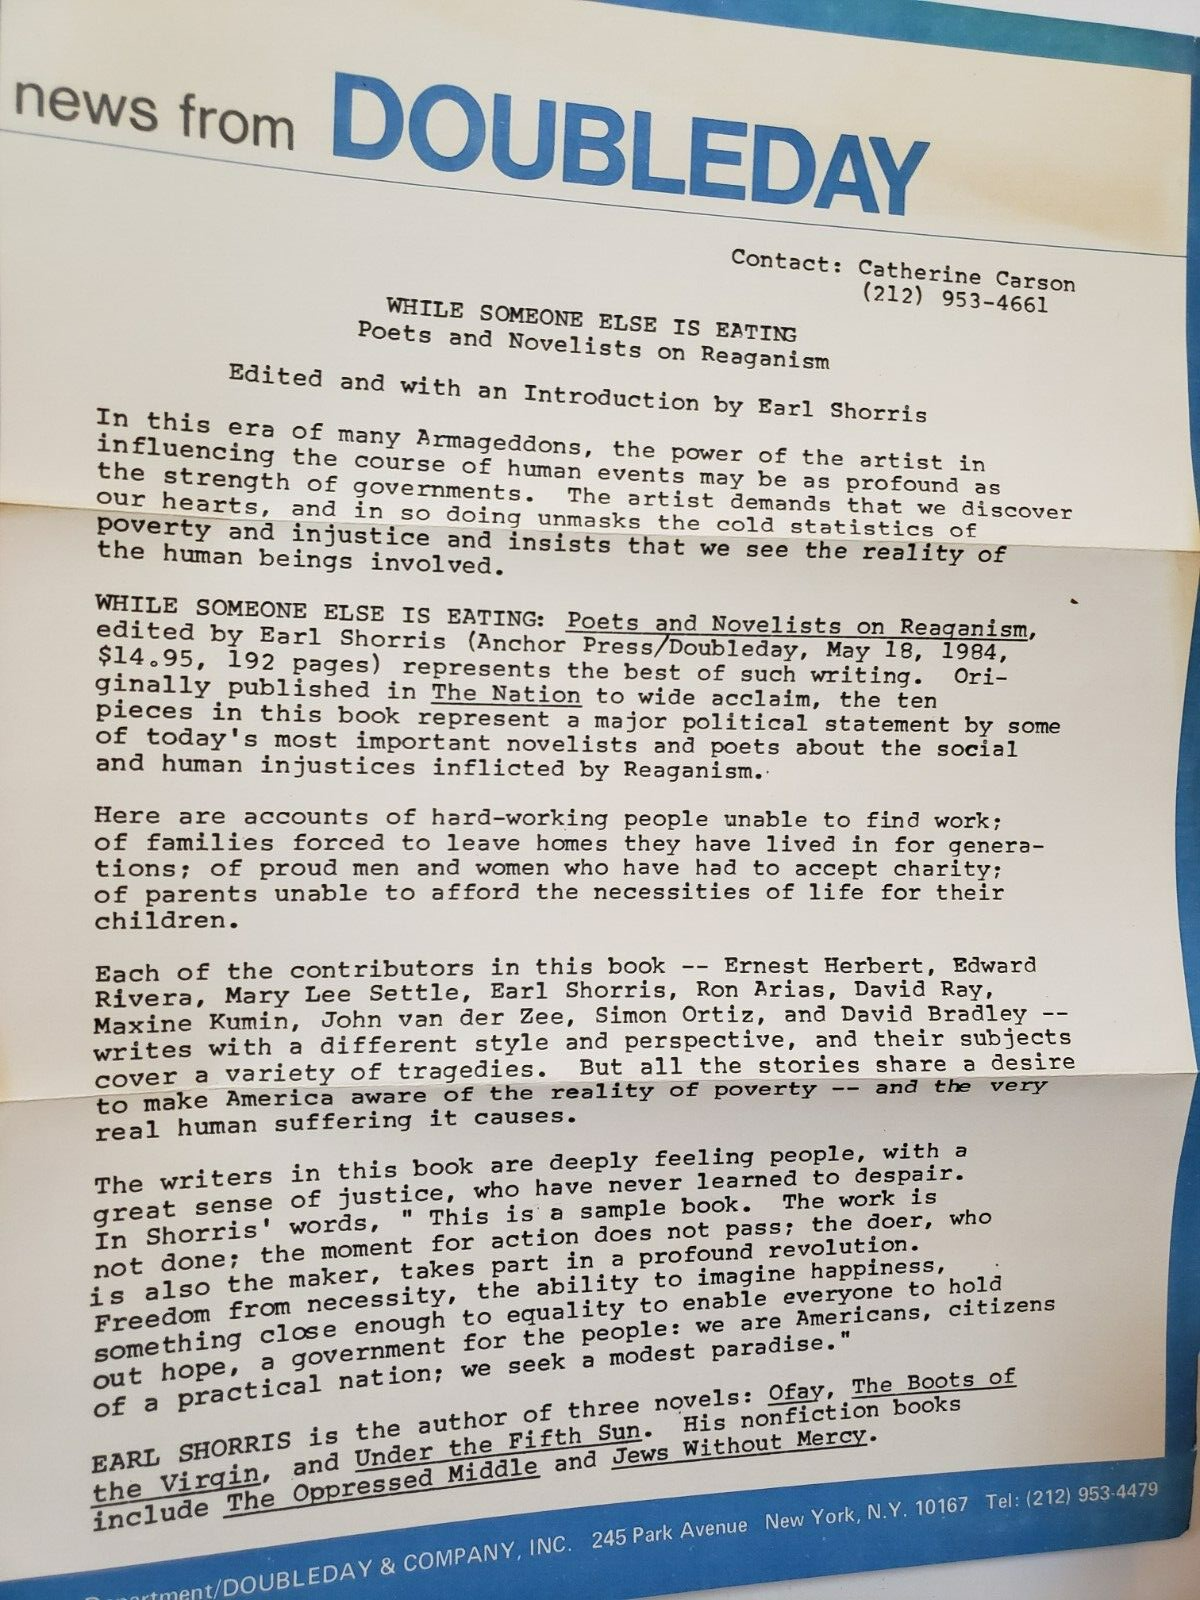 news from DOUBLEDAY
Contact: Catherine Carson
(212) 953-4661
WHILE SOMEONE ELSE IS EATING
Poets and Novelists on Reaganism
Edited and with an Introduction by Earl Shorris
In this era of many Armageddons, the power of the artist in
influencing the course of human events may be as profound as
the strength of governments. The artist demands that we discover
our hearts, and in so doing unmasks the cold statistics of
poverty and injustice and insists that we see the reality of
the human beings involved.
WHILE SOMEONE ELSE IS EATING: Poets and Novelists on Reaganism,
edited by Earl Shorris (Anchor Press/Doubleday, May 18, 1984,
$14.95, 192 pages) represents the best of such writing. Ori-
ginally published in The Nation to wide acclaim, the ten
pieces in this book represent a major political statement by some
of today's most important novelists and poets about the social
and human injustices inflicted by Reaganism.
Here are accounts of hard-working people unable to find work;
of families forced to leave homes they have lived in for genera-
tions; of proud men and women who have had to accept charity;
of parents unable to afford the necessities of life for their
children.
Each of the contributors in this book -- Ernest Herbert, Edward
Rivera, Mary Lee Settle, Earl Shorris, Ron Arias, David Ray,
Maxine Kumin, John van der Zee, Simon Ortiz, and David Bradley --
writes with a different style and perspective, and their subjects
cover a variety of tragedies. But all the stories share a desire
to make America aware of the reality of poverty -- and the very
real human suffering it causes.
The writers in this book are deeply feeling people, with a
great sense of justice, who have never learned to despair.
In Shorris' words, " This is a sample book. The work is
not done; the moment for action does not pass; the doer, who
is also the maker, takes part in a profound revolution.
Freedom from necessity, the ability to imagine happiness,
something close enough to equality to enable everyone to hold
out hope, a government for the people: we are Americans, citizens
of a practical nation; we seek a modest paradise."
EARL SHORRIS is the author of three novels: Ofay, The Boots of
the Virgin, and Under the Fifth Sun. His nonfiction books
include The Oppressed Middle and Jews Without Mercy.
Department/DOUBLEDAY & COMPANY, INC. 245 Park Avenue New York, N.Y. 10167 Tel: (212) 953-4479